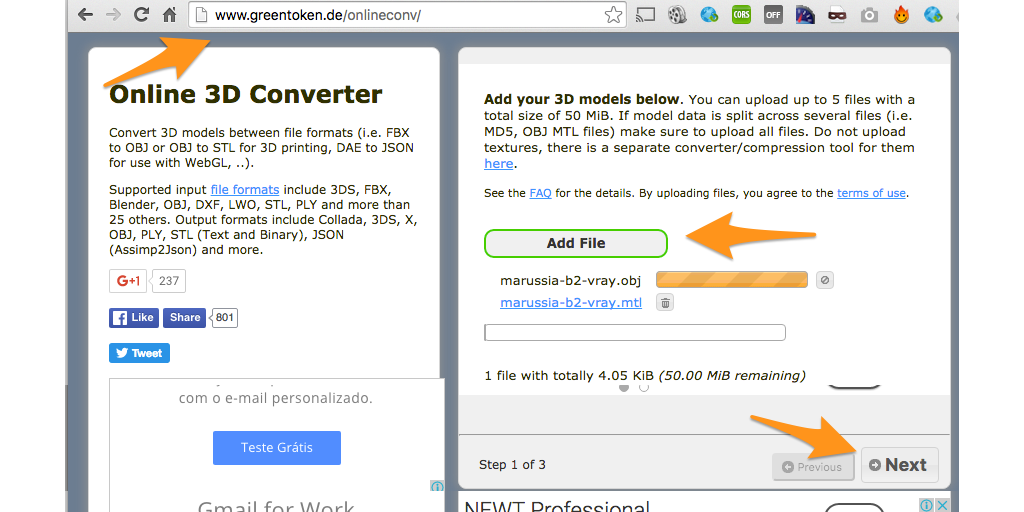 www.greentoken.de/onlineconv/
CORS
OFF
Online 3D Converter
Convert 3D models between file formats (i.e. FBX
to OBJ or OBJ to STL for 3D printing, DAE to JSON
for use with WebGL, ..).
Supported input file formats include 3DS, FBX,
Blender, OBJ, DXF, LWO, STL, PLY and more than
25 others. Output formats include Collada, 3DS, X,
OBJ, PLY, STL (Text and Binary), JSON
(Assimp2Json) and more.
G+1 237
Like Share 801
Tweet
com o e-mail personalizado.
Teste Grátis
Gmail for Work
Add your 3D models below. You can upload up to 5 files with a
total size of 50 MiB. If model data is split across several files (i.e.
MD5, OBJ MTL files) make sure to upload all files. Do not upload
textures, there is a separate converter/compression tool for them
here.
See the FAQ for the details. By uploading files, you agree to the terms of use.
Add File
marussia-b2-vray.obj
marussia-b2-vray.mtl
1 file with totally 4.05 KiB (50.00 MiB remaining)
Step 1 of 3
Previous
Next
NEWT Professional